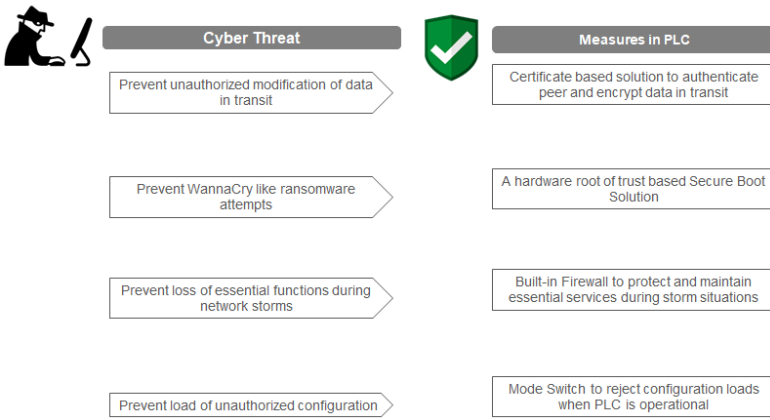 Cyber Threat
Measures in PLC
Prevent unauthorized modification of data
in transit
Certificate based solution to authenticate
peer and encrypt data in transit
Prevent WannaCry like ransomware
attempts
A hardware root of trust based Secure Boot
Solution
Prevent loss of essential functions during
network storms
Built-in Firewall to protect and maintain
essential services during storm situations
Prevent load of unauthorized configuration
Mode Switch to reject configuration loads
when PLC is operational